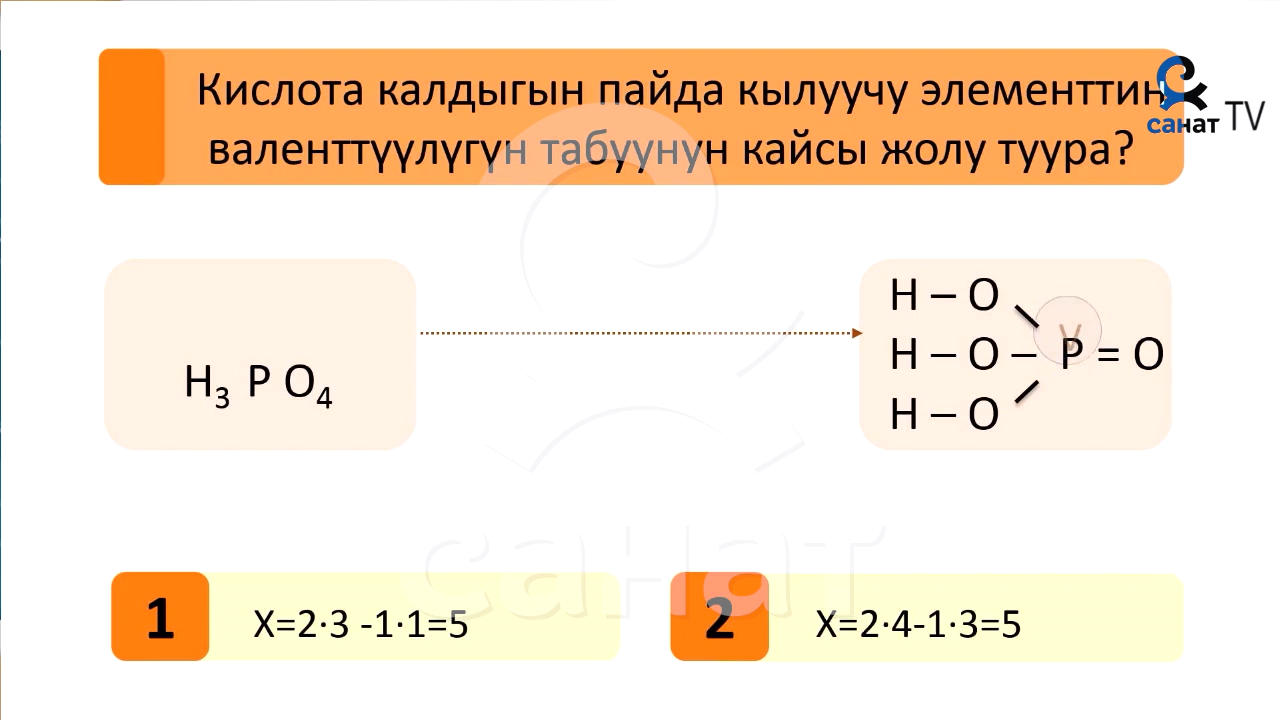 Кислота калдыгын пайда кылуучу элементтин
валенттүүлүгүн табуунун кайсы жолу туура?
санат TV
H – O
V
H₃ P O₄
H – O – P = O
H – O
санат
1 X=2·3 -1·1=5
2 X=2·4-1·3=5